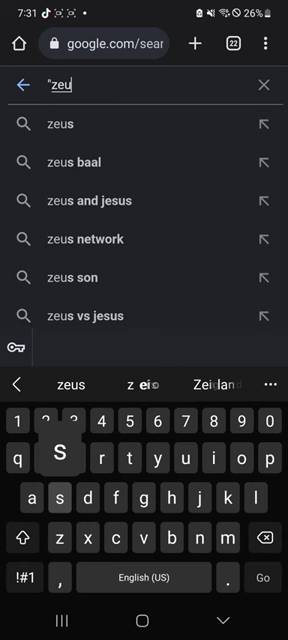 7:31 26%
google.com/sear 22
"zeu
zeus
zeus baal
zeus and jesus
zeus network
zeus son
zeus vs jesus
zeus Zei
1 2 3 4 5 6 7 8 9 0
q s r t y u i o p
a s d f g h j k l
z x c v b n m
!#1 , English (US) . Go